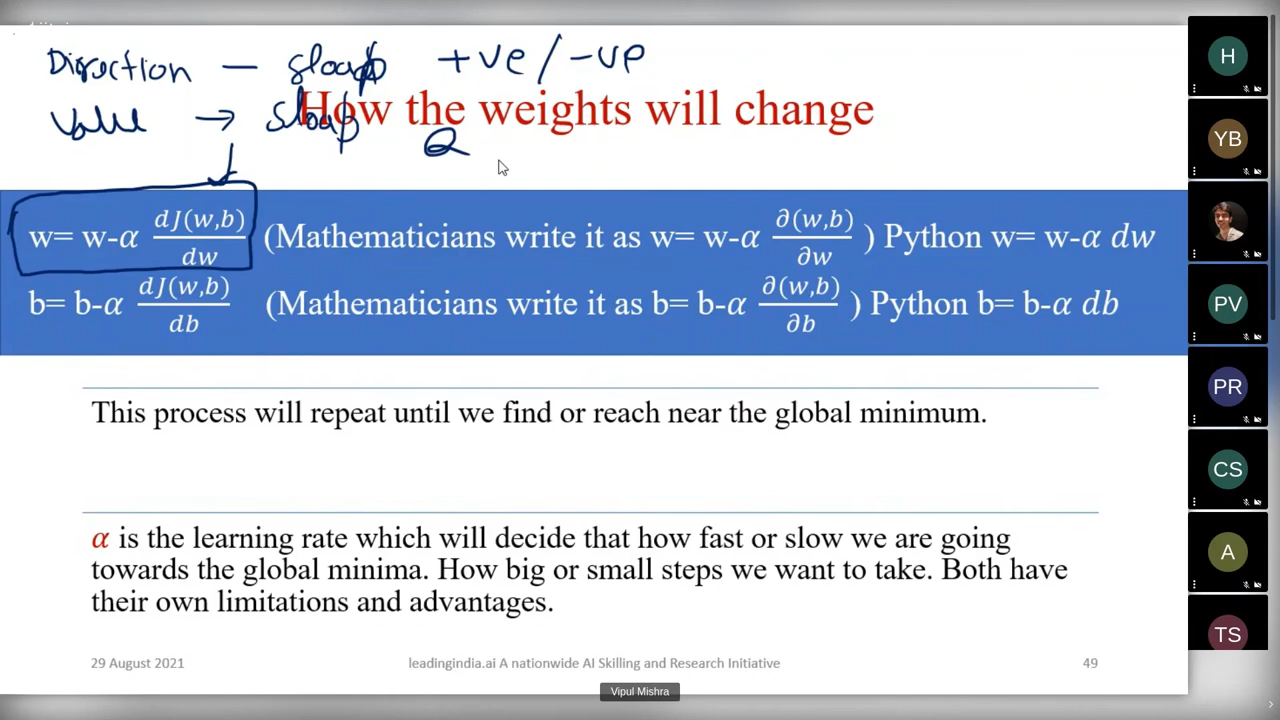 Direction — sloap +ve / -ve
Value → sloap
How the weights will change
w= w-α dJ(w,b)/dw (Mathematicians write it as w= w-α ∂(w,b)/∂w ) Python w= w-α dw
b= b-α dJ(w,b)/db (Mathematicians write it as b= b-α ∂(w,b)/∂b ) Python b= b-α db
This process will repeat until we find or reach near the global minimum.
α is the learning rate which will decide that how fast or slow we are going
towards the global minima. How big or small steps we want to take. Both have
their own limitations and advantages.
29 August 2021 leadingindia.ai A nationwide AI Skilling and Research Initiative 49
Vipul Mishra
H
YB
PV
PR
CS
A
TS